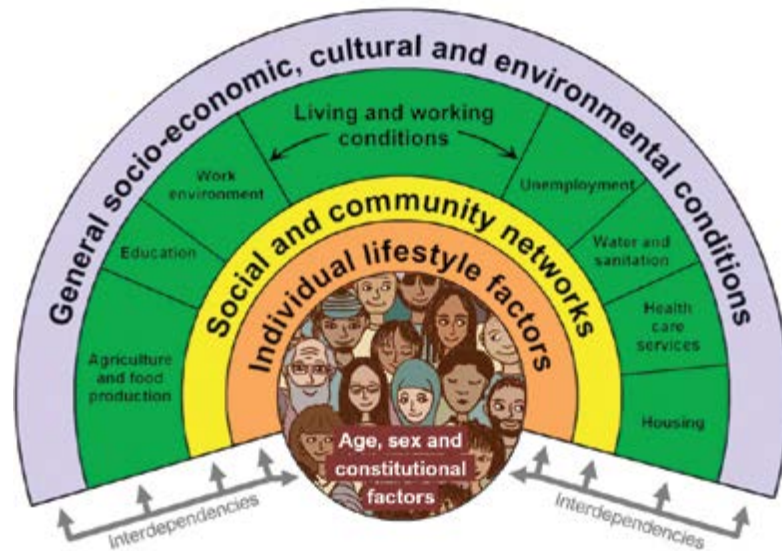 General socio-economic, cultural and environmental conditions
Living and working
conditions
Work
environment
Unemployment
Education
Water and
sanitation
Agriculture
and food
production
Health
care
services
Housing
Social and community networks
Individual lifestyle factors
Age, sex and
constitutional
factors
Interdependencies
Interdependencies